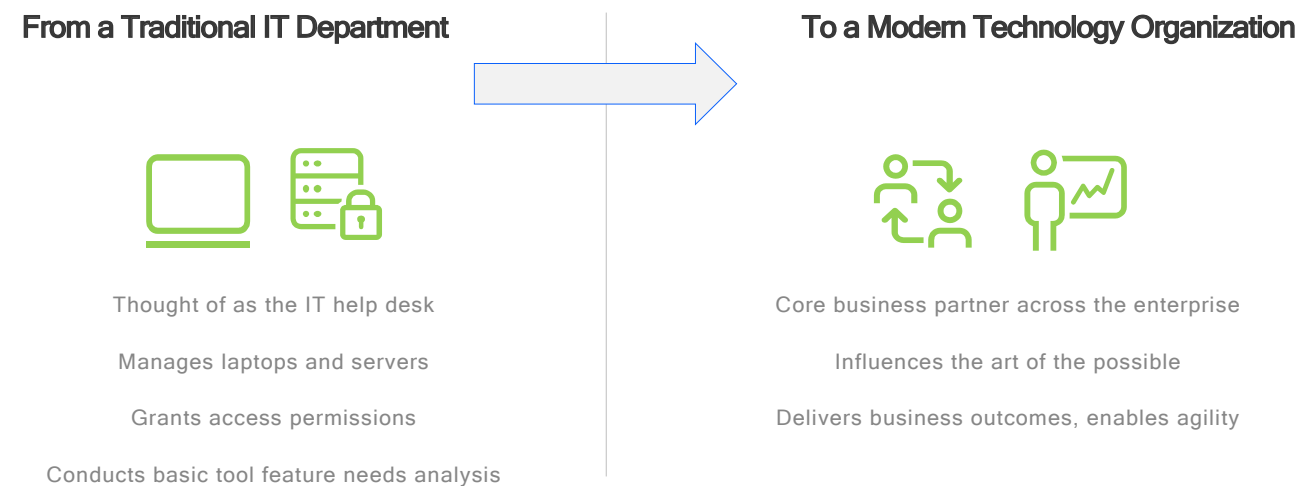 From a Traditional IT Department
To a Modern Technology Organization
Thought of as the IT help desk
Manages laptops and servers
Grants access permissions
Conducts basic tool feature needs analysis
Core business partner across the enterprise
Influences the art of the possible
Delivers business outcomes, enables agility